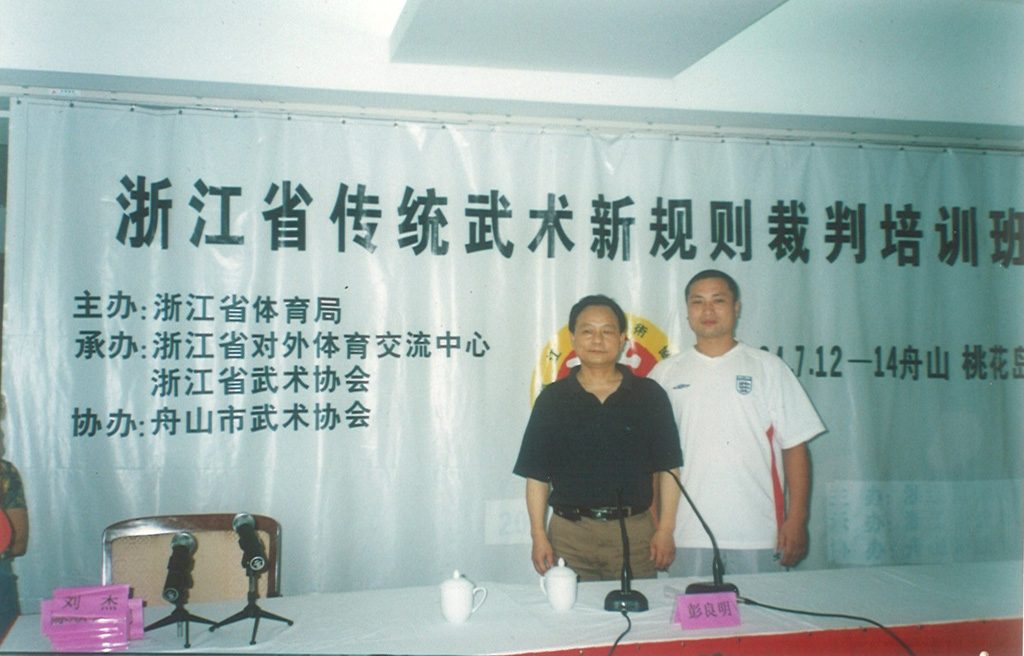 浙江省传统武术新规则裁判培训班
主办:浙江省体育局
承办:浙江省对外体育交流中心
浙江省武术协会
协办:舟山市武术协会
江
術
4.7.12—14舟山 桃花岛
刘 杰
彭良明